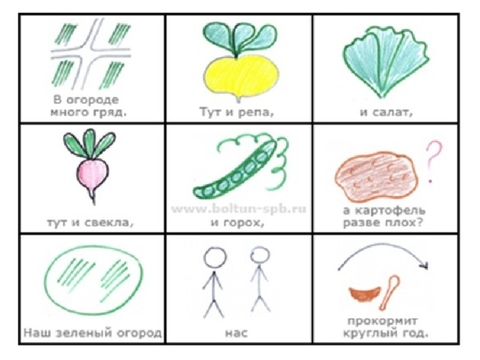 В огороде
много гряд.
Тут и репа,
и салат,
тут и свекла,
и горох,
www.boltun-spb.ru
а картофель
разве плох?
?
Наш зеленый огород
нас
прокормит
круглый год.